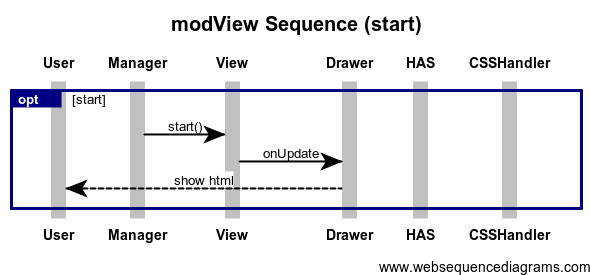 modView Sequence (start)
User Manager View Drawer HAS CSSHandler
opt [start]
start()
onUpdate
show html
User Manager View Drawer HAS CSSHandler
www.websequencediagrams.com